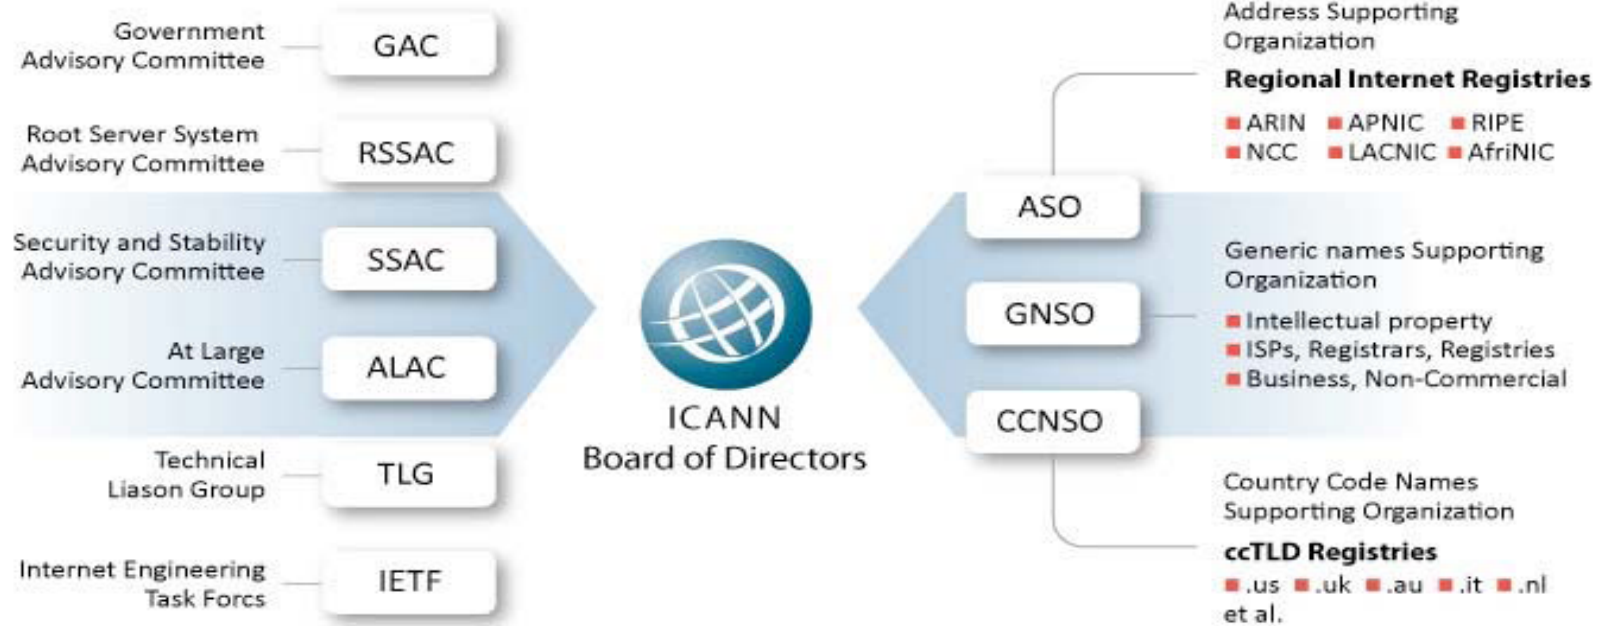 Government
Advisory Committee
GAC
Root Server System
Advisory Committee
RSSAC
Security and Stability
Advisory Committee
SSAC
At Large
Advisory Committee
ALAC
Technical
Liason Group
TLG
Internet Engineering
Task Forcs
IETF
ICANN
Board of Directors
Address Supporting
Organization
Regional Internet Registries
ARIN APNIC RIPE
NCC LACNIC AfriNIC
ASO
Generic names Supporting
Organization
GNSO
Intellectual property
ISPs, Registrars, Registries
Business, Non-Commercial
CCNSO
Country Code Names
Supporting Organization
ccTLD Registries
.us .uk .au .it .nl
et al.